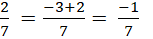 2/7 = (-3+2)/7 = (-1)/7